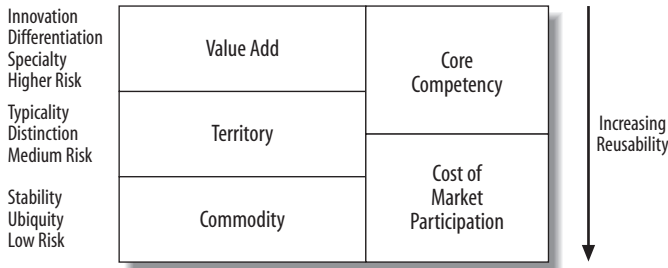 Innovation
Differentiation
Specialty
Higher Risk
Value Add
Core
Competency
Typicality
Distinction
Medium Risk
Territory
Increasing
Reusability
Stability
Ubiquity
Low Risk
Commodity
Cost of
Market
Participation